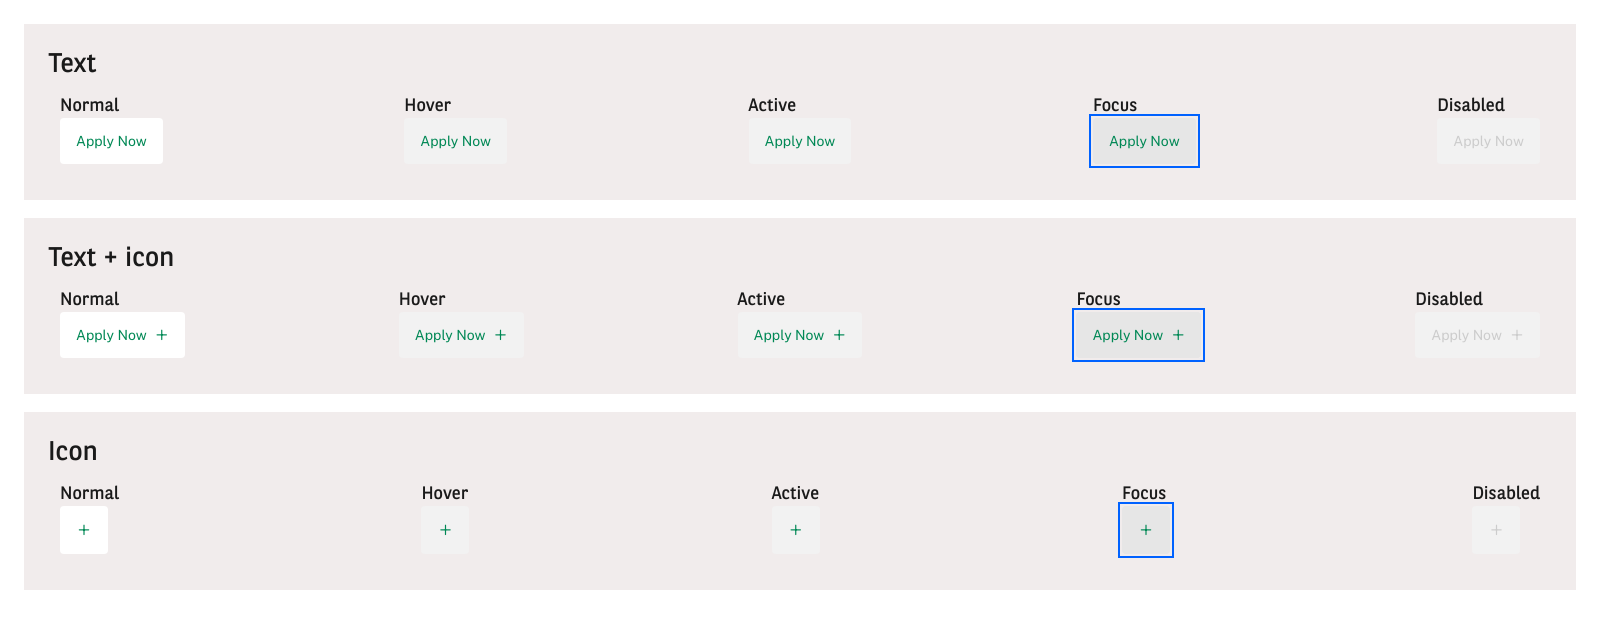 Text
Normal Hover Active Focus Disabled
Apply Now Apply Now Apply Now Apply Now Apply Now
Text + icon
Normal Hover Active Focus Disabled
Apply Now + Apply Now + Apply Now + Apply Now + Apply Now +
Icon
Normal Hover Active Focus Disabled
+ + + + +